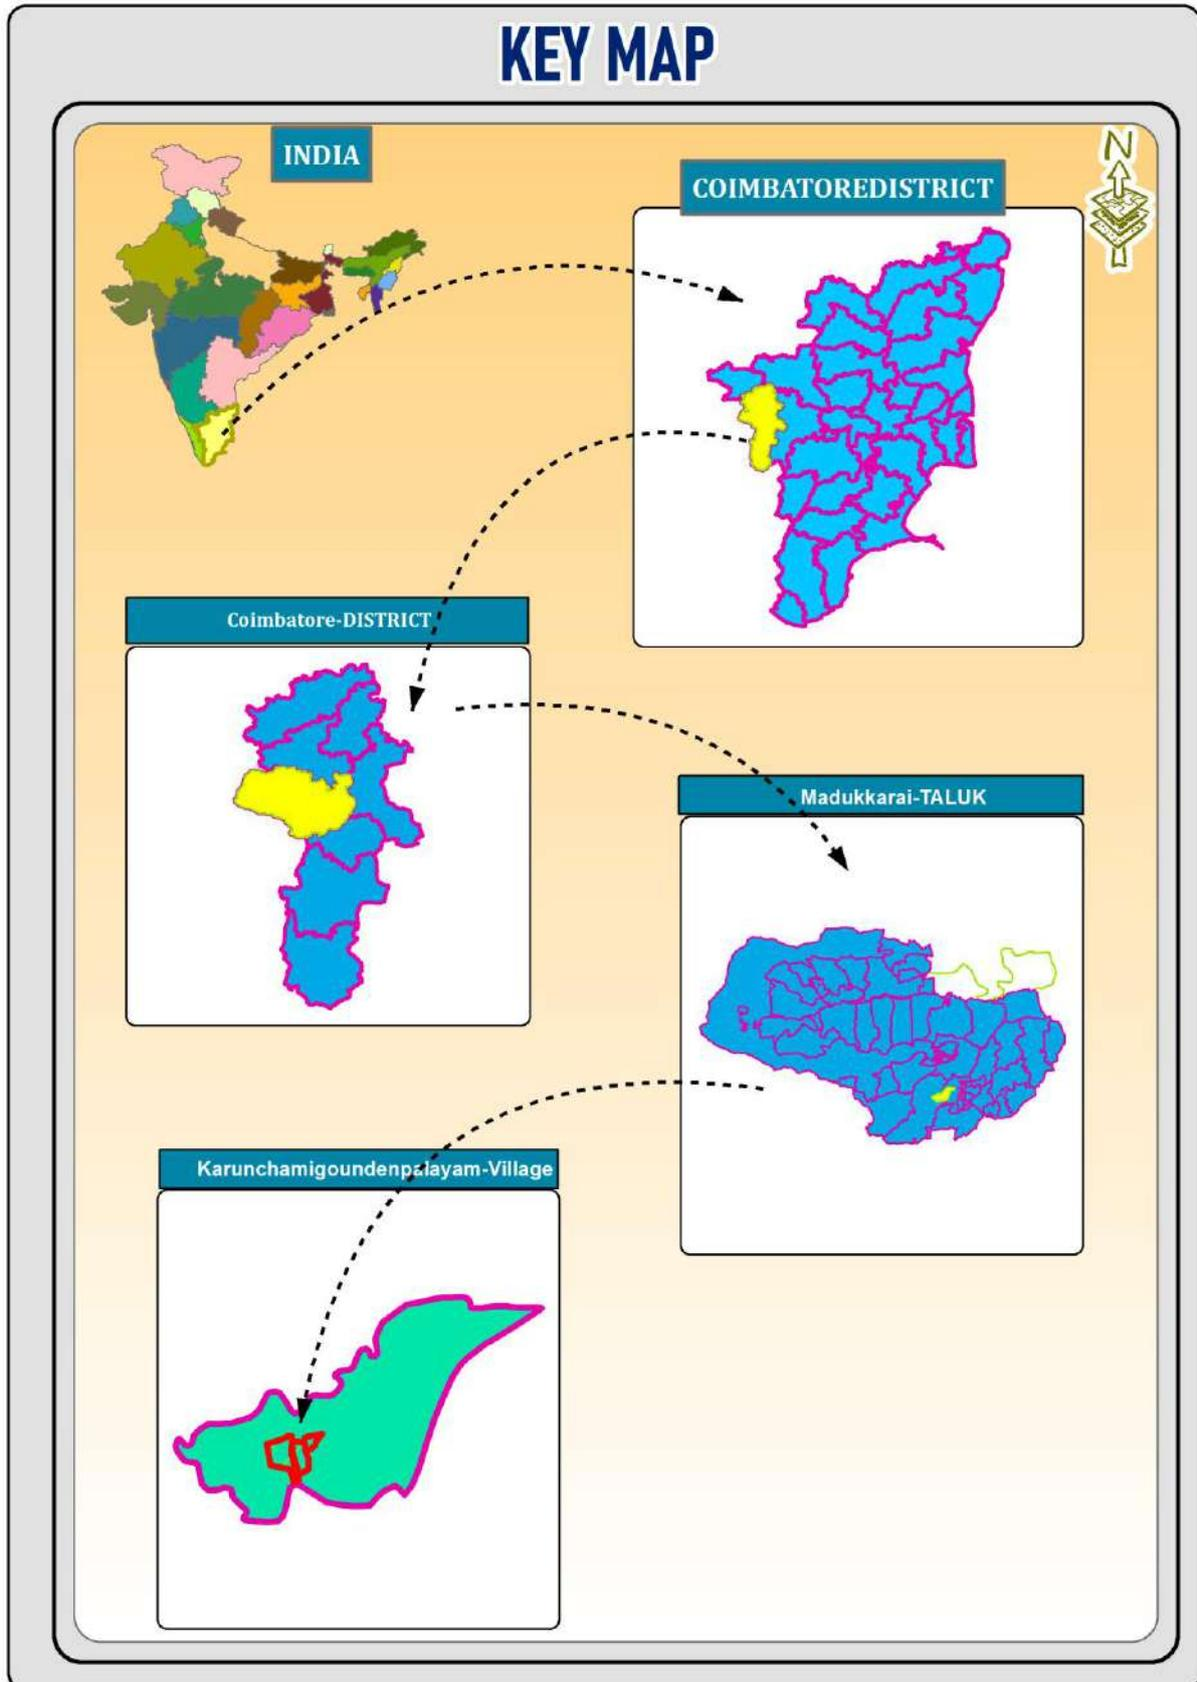 KEY MAP
INDIA
N
COIMBATOREDISTRICT
Coimbatore-DISTRICT
Madukkarai-TALUK
Karunchamigoundenpalayam-Village